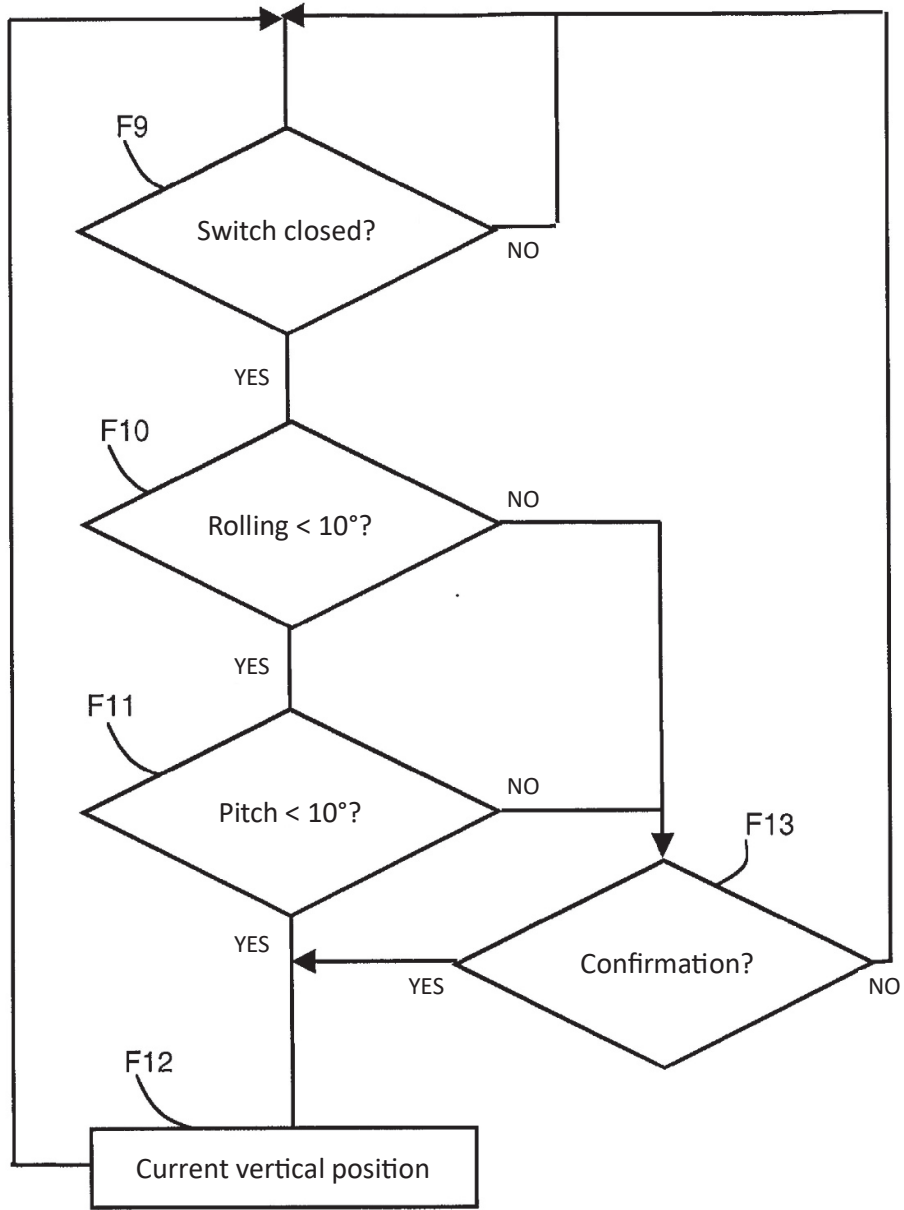 F9
Switch closed?
NO
YES
F10
NO
Rolling < 10°?
YES
F11
NO
Pitch < 10°?
F13
YES
Confirmation?
YES
NO
F12
Current vertical position